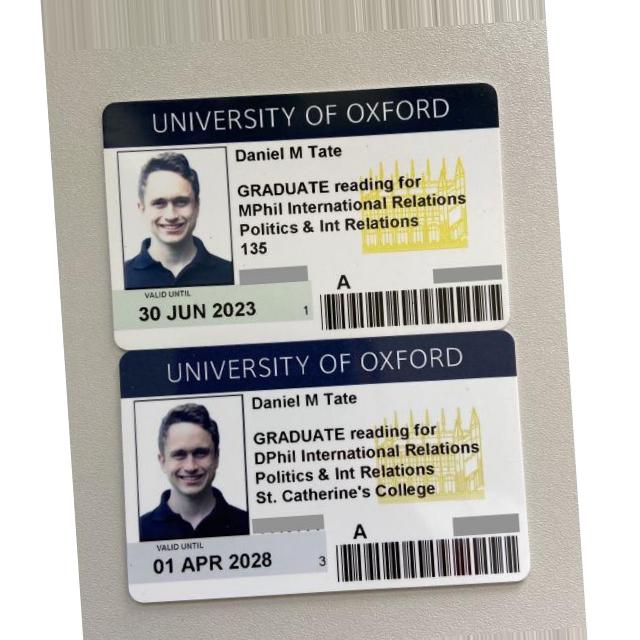 UNIVERSITY OF OXFORD
Daniel M Tate
GRADUATE reading for
MPhil International Relations
Politics & Int Relations
135
VALID UNTIL
30 JUN 2023
1
A
UNIVERSITY OF OXFORD
Daniel M Tate
GRADUATE reading for
DPhil International Relations
Politics & Int Relations
St. Catherine's College
VALID UNTIL
01 APR 2028
3
A